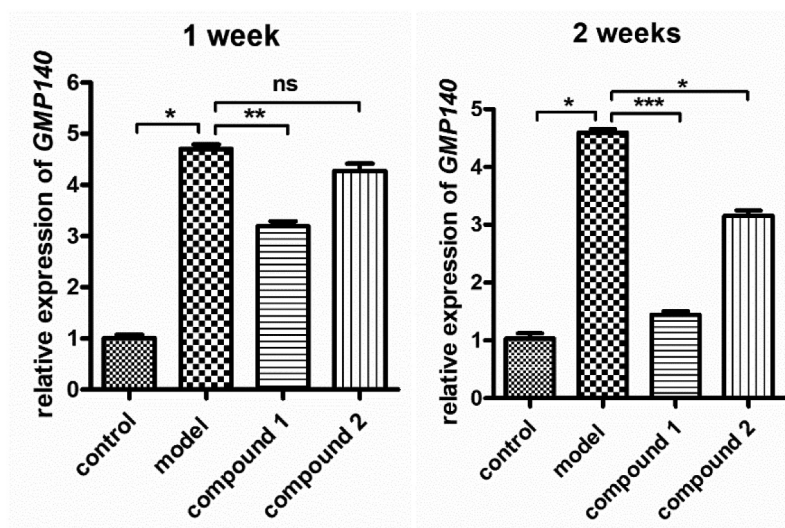 1 week
relative expression of GMP140
6
5
4
3
2
1
0
* ** ns
control
model
compound 1
compound 2
2 weeks
relative expression of GMP140
5
4
3
2
1
0
* *** *
control
model
compound 1
compound 2